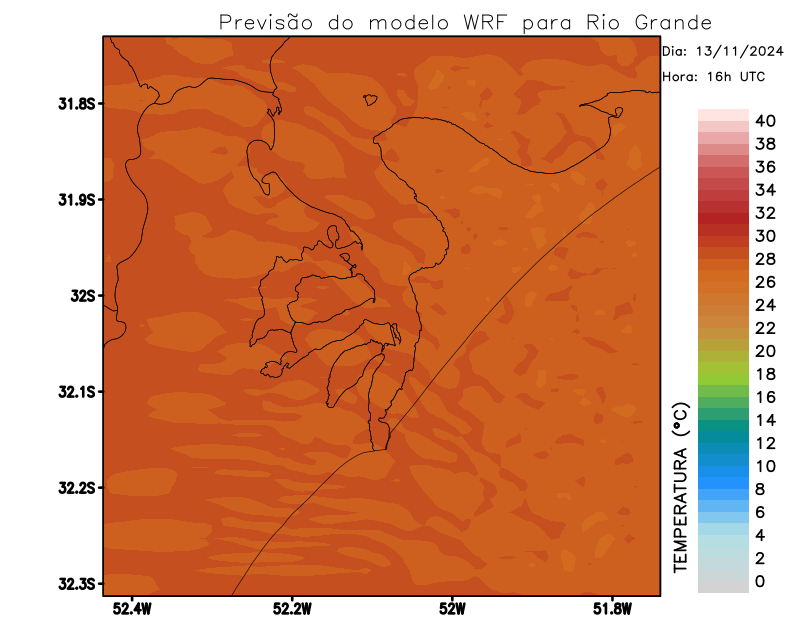 Previsão do modelo WRF para Rio Grande
Dia: 13/11/2024
Hora: 16h UTC
31.8S
31.9S
32S
32.1S
32.2S
32.3S
52.4W
52.2W
52W
51.8W
TEMPERATURA (°C)
40
38
36
34
32
30
28
26
24
22
20
18
16
14
12
10
8
6
4
2
0